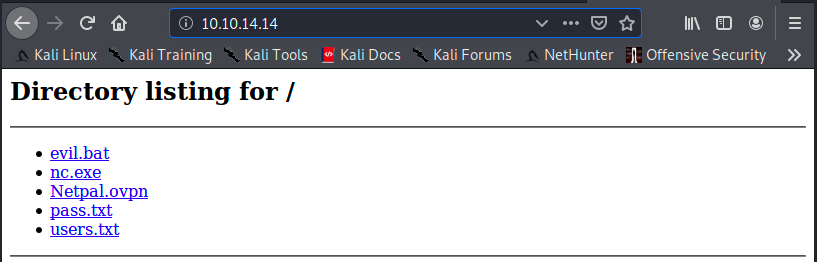 10.10.14.14
Kali Linux Kali Training Kali Tools Kali Docs Kali Forums NetHunter Offensive Security
Directory listing for /
evil.bat
nc.exe
Netpal.ovpn
pass.txt
users.txt